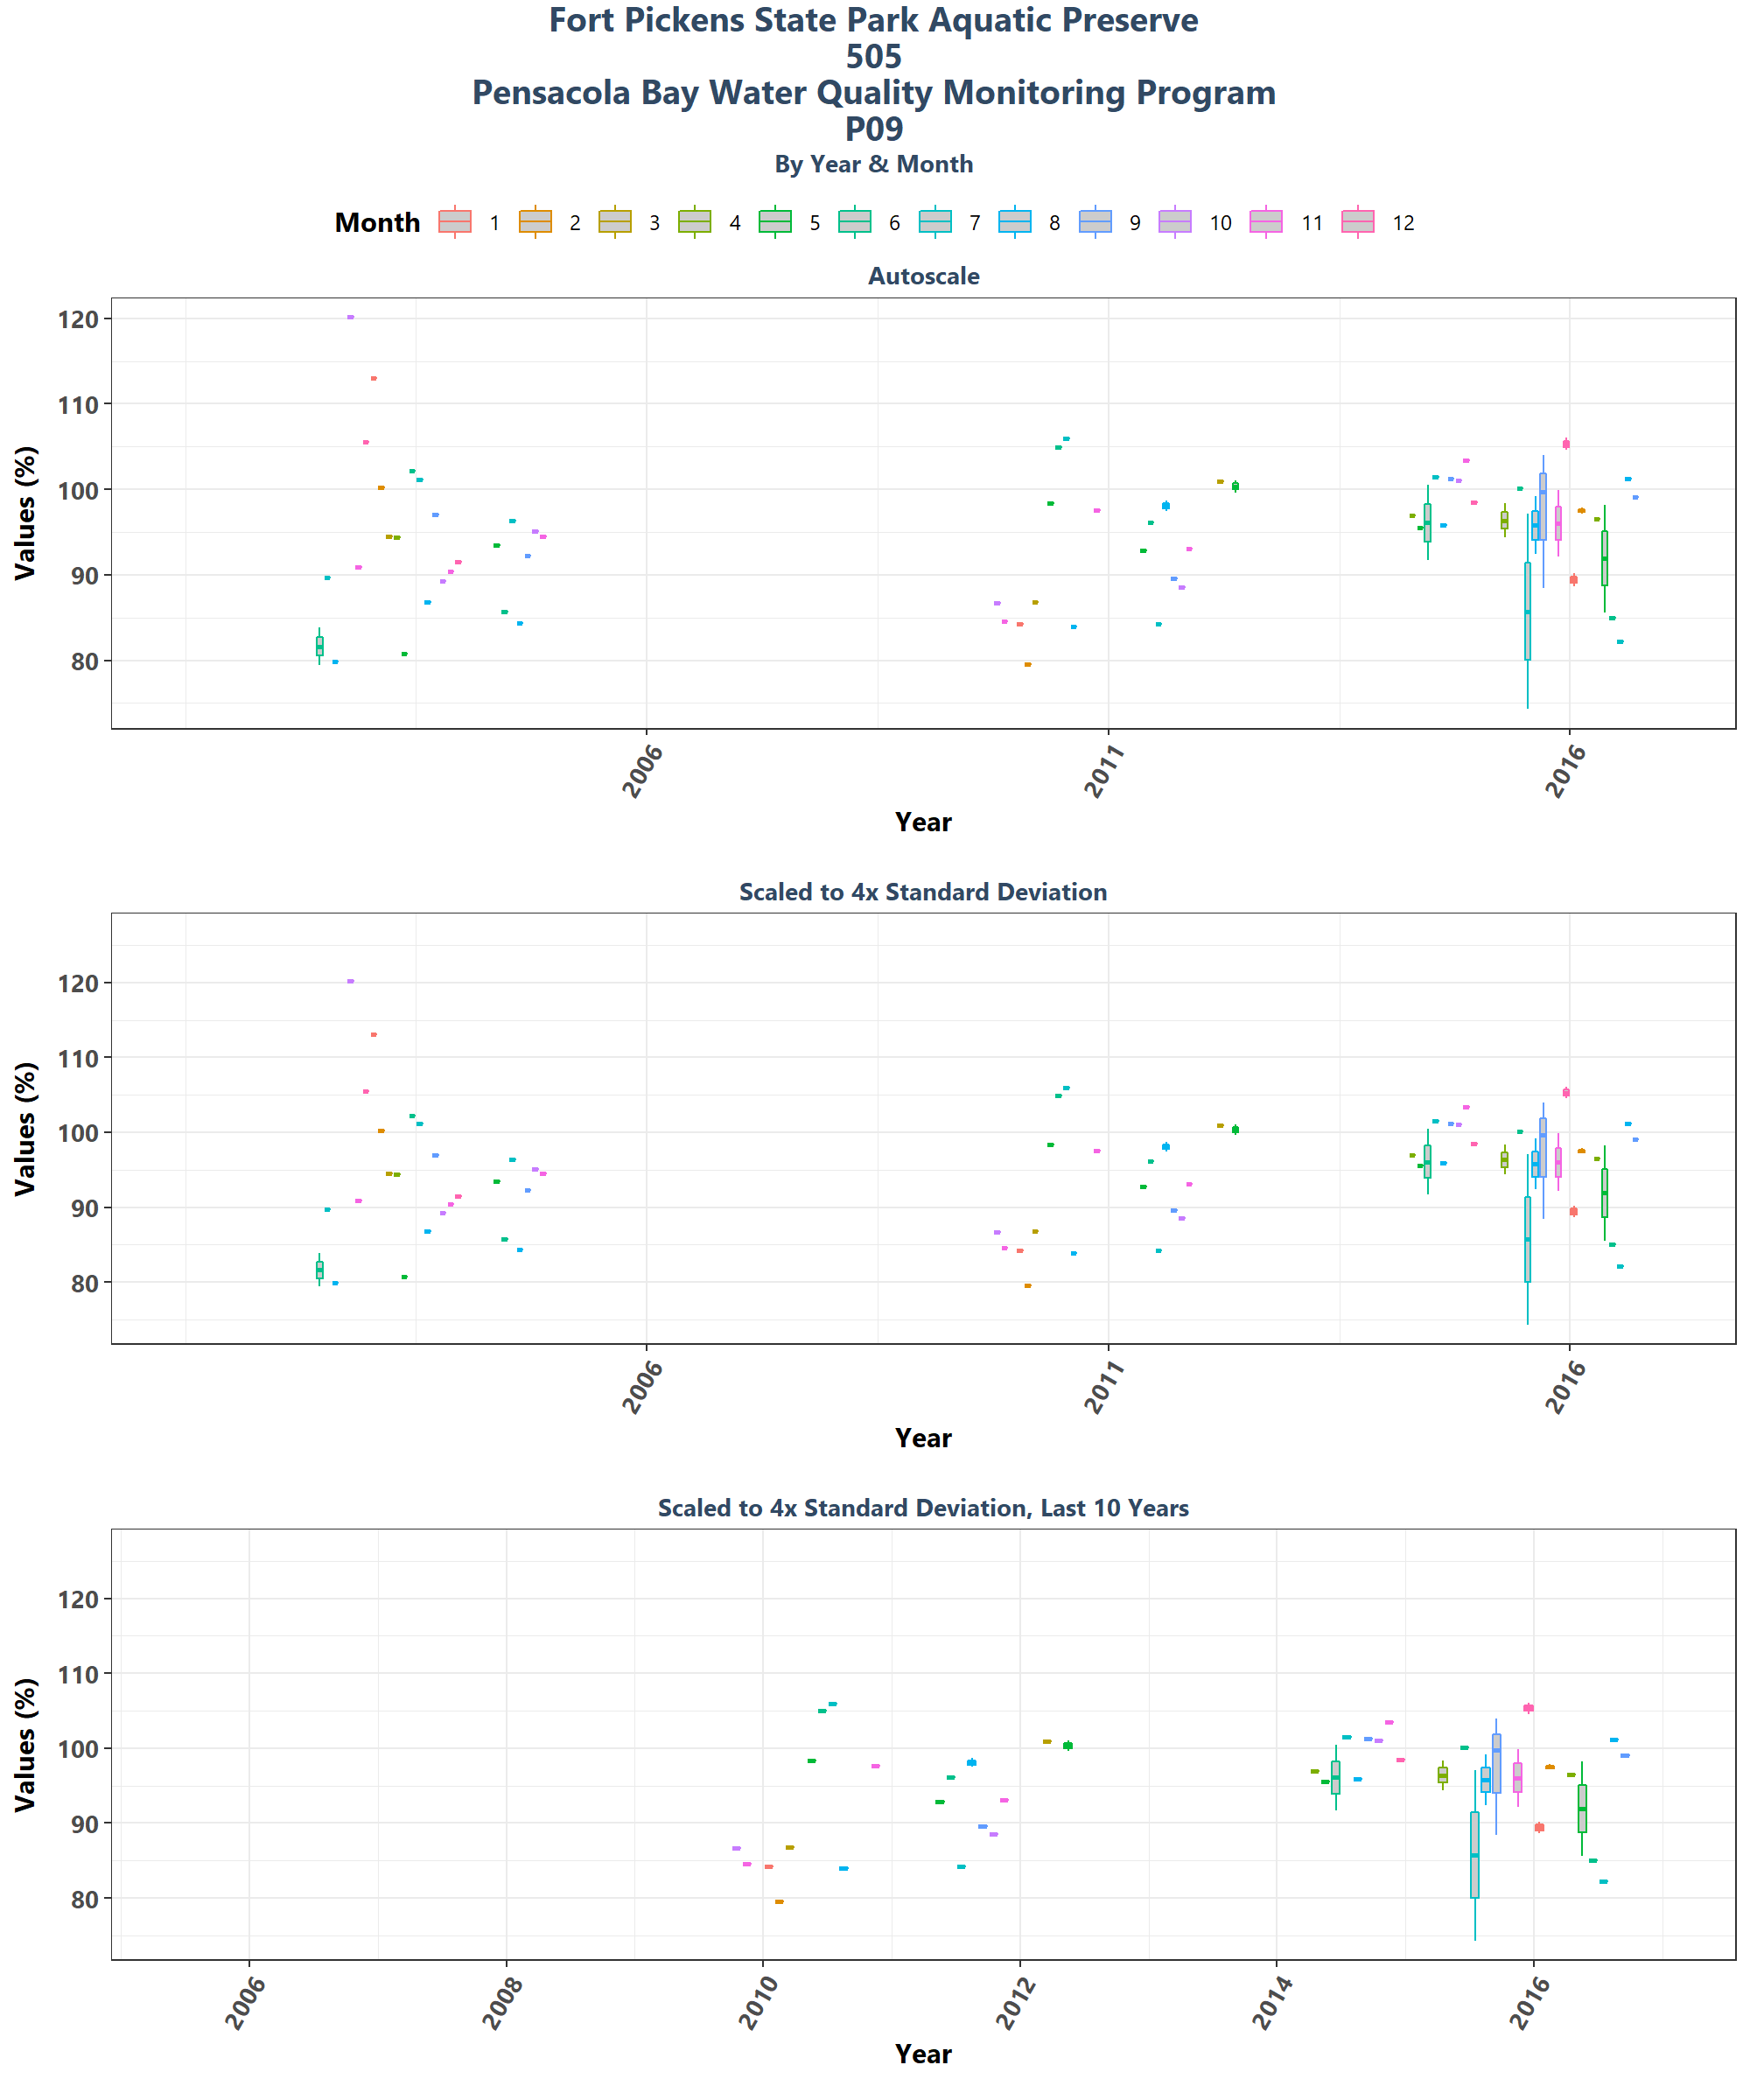 Fort Pickens State Park Aquatic Preserve
505
Pensacola Bay Water Quality Monitoring Program
P09
By Year & Month
Month 1 2 3 4 5 6 7 8 9 10 11 12
Autoscale
120
110
100
90
80
Values (%)
2006 2011 2016
Year
Scaled to 4x Standard Deviation
120
110
100
90
80
Values (%)
2006 2011 2016
Year
Scaled to 4x Standard Deviation, Last 10 Years
120
110
100
90
80
Values (%)
2006 2008 2010 2012 2014 2016
Year